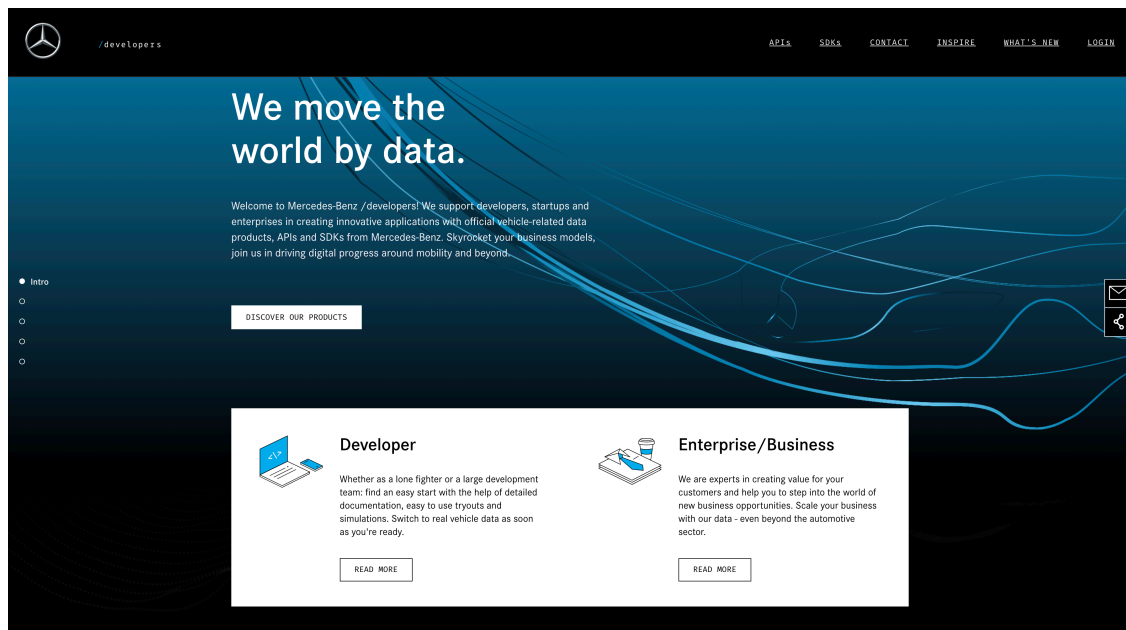 /developers
APIs
SDKs
CONTACT
INSPIRE
WHAT'S NEW
LOGIN
We move the
world by data.
Welcome to Mercedes-Benz /developers! We support developers, startups and
enterprises in creating innovative applications with official vehicle-related data
products, APIs and SDKs from Mercedes-Benz. Skyrocket your business models,
join us in driving digital progress around mobility and beyond.
Intro
DISCOVER OUR PRODUCTS
</|>
Developer
Whether as a lone fighter or a large development
team: find an easy start with the help of detailed
documentation, easy to use tryouts and
simulations. Switch to real vehicle data as soon
as you're ready.
READ MORE
Enterprise/Business
We are experts in creating value for your
customers and help you to step into the world of
new business opportunities. Scale your business
with our data - even beyond the automotive
sector.
READ MORE